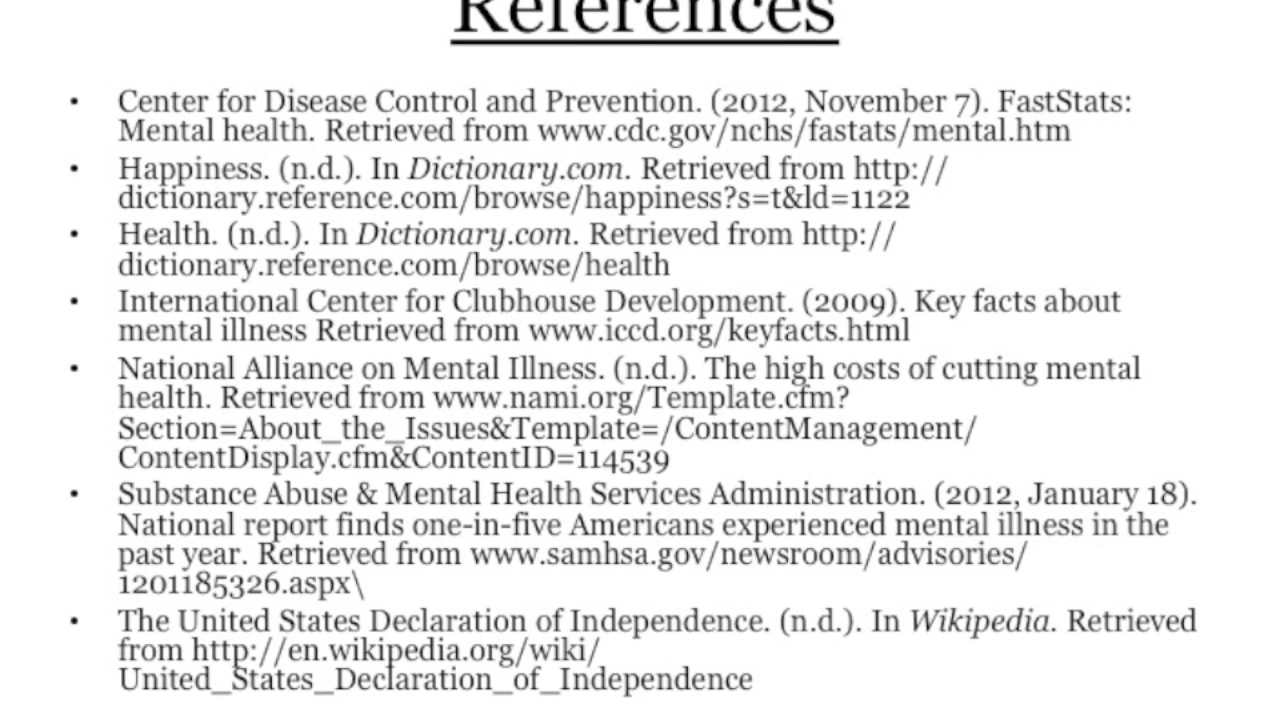 References
• Center for Disease Control and Prevention. (2012, November 7). FastStats:
Mental health. Retrieved from www.cdc.gov/nchs/fastats/mental.htm
• Happiness. (n.d.). In Dictionary.com. Retrieved from http://
dictionary.reference.com/browse/happiness?s=t&ld=1122
• Health. (n.d.). In Dictionary.com. Retrieved from http://
dictionary.reference.com/browse/health
• International Center for Clubhouse Development. (2009). Key facts about
mental illness Retrieved from www.iccd.org/keyfacts.html
• National Alliance on Mental Illness. (n.d.). The high costs of cutting mental
health. Retrieved from www.nami.org/Template.cfm?
Section=About_the_Issues&Template=/ContentManagement/
ContentDisplay.cfm&ContentID=114539
• Substance Abuse & Mental Health Services Administration. (2012, January 18).
National report finds one-in-five Americans experienced mental illness in the
past year. Retrieved from www.samhsa.gov/newsroom/advisories/
1201185326.aspx\
• The United States Declaration of Independence. (n.d.). In Wikipedia. Retrieved
from http://en.wikipedia.org/wiki/
United_States_Declaration_of_Independence